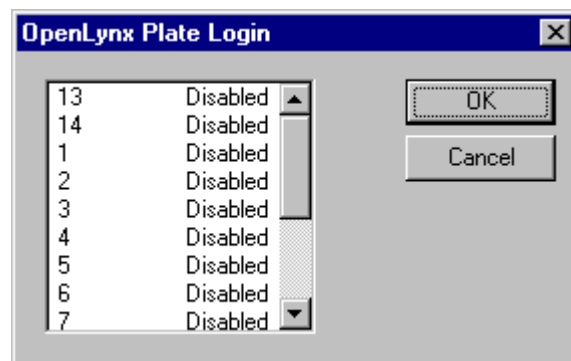 OpenLynx Plate Login
13 Disabled
14 Disabled
1 Disabled
2 Disabled
3 Disabled
4 Disabled
5 Disabled
6 Disabled
7 Disabled
OK
Cancel